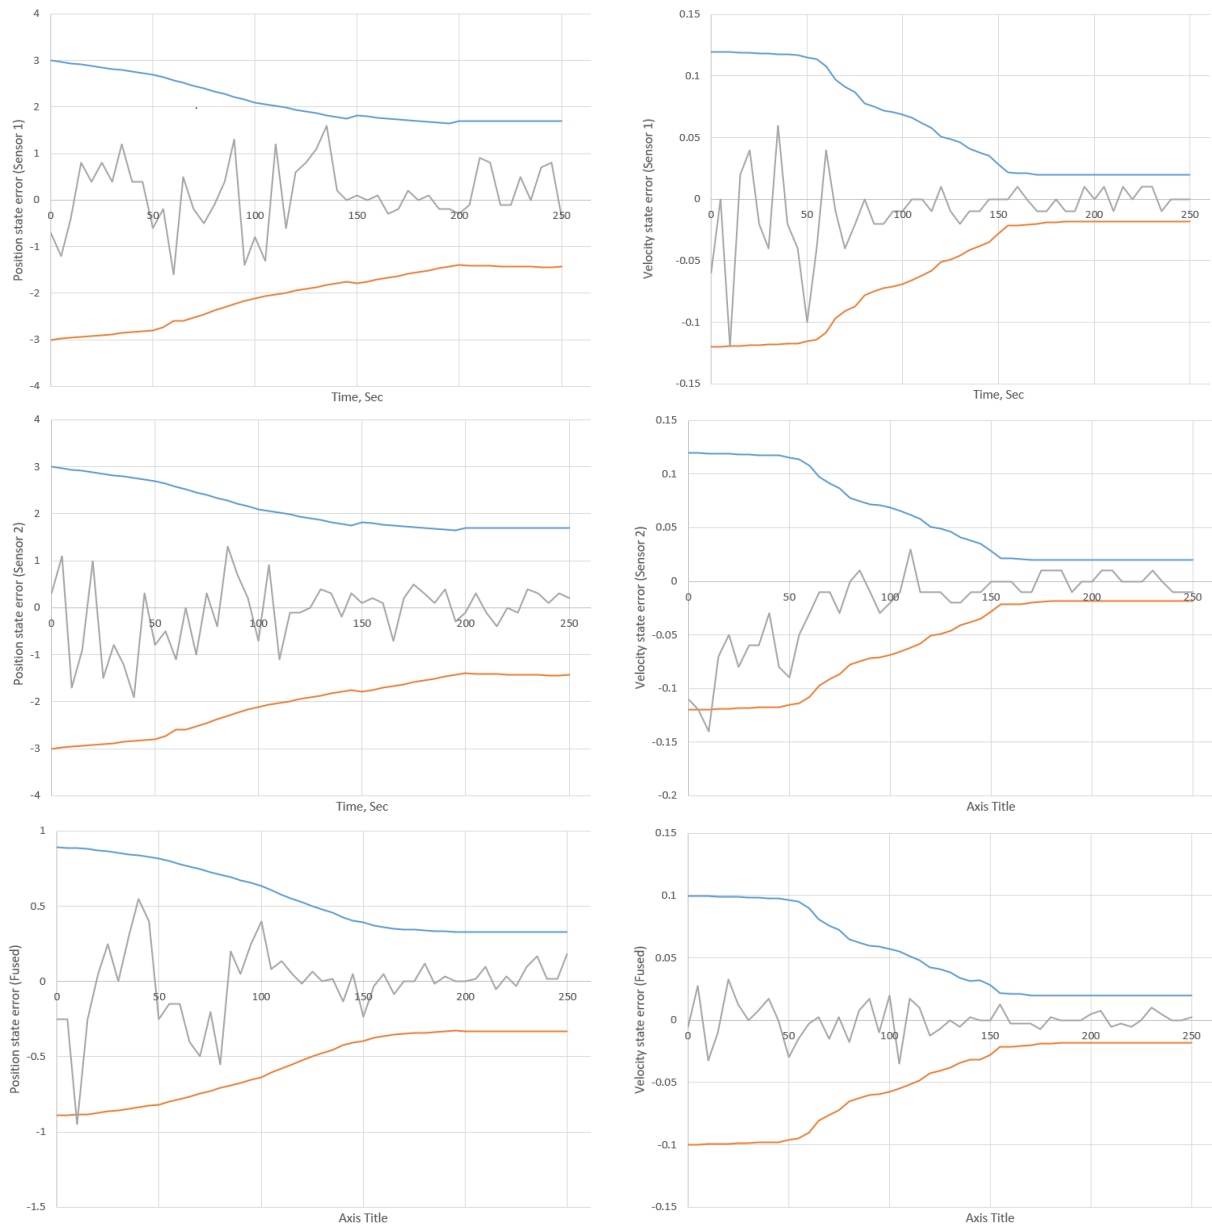 Position state error (Sensor 1)
4
3
2
1
0
-1
-2
-3
-4
0 50 100 150 200 250
Time, Sec
Velocity state error (Sensor 1)
0.15
0.1
0.05
0
-0.05
-0.1
-0.15
0 50 100 150 200 250
Time, Sec
Position state error (Sensor 2)
4
3
2
1
0
-1
-2
-3
-4
0 50 100 150 200 250
Time, Sec
Velocity state error (Sensor 2)
0.15
0.1
0.05
0
-0.05
-0.1
-0.15
-0.2
0 50 100 150 200 250
Axis Title
Position state error (Fused)
1
0.5
0
-0.5
-1
-1.5
0 50 100 150 200 250
Axis Title
Velocity state error (Fused)
0.15
0.1
0.05
0
-0.05
-0.1
-0.15
0 50 100 150 200 250
Axis Title